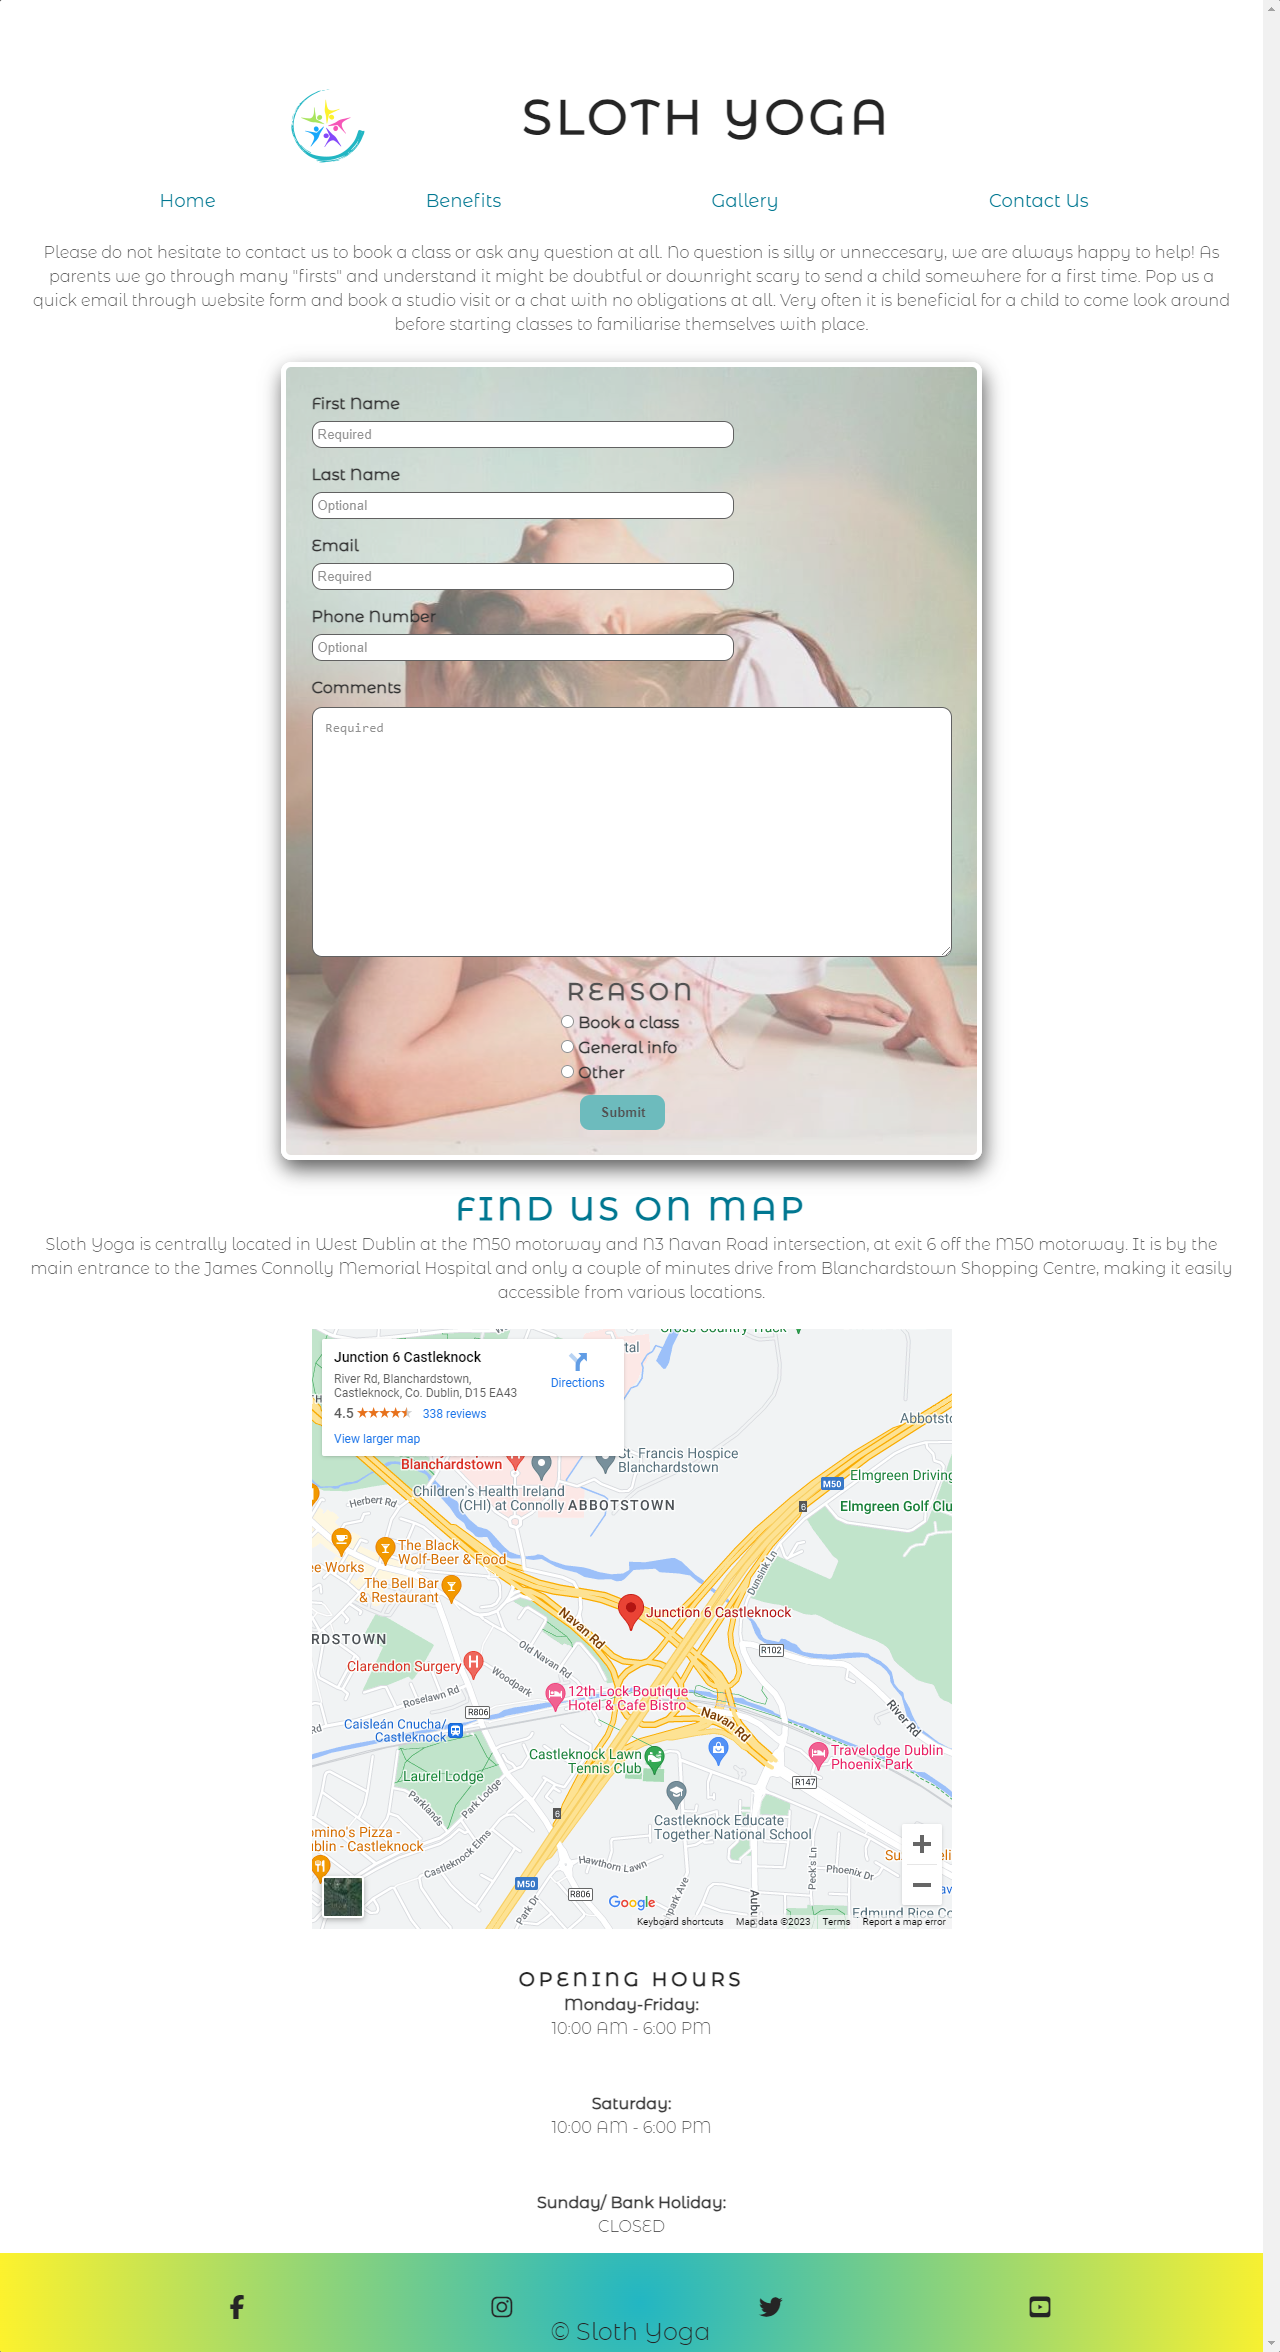 SLOTH YOGA
Home Benefits Gallery Contact Us
Please do not hesitate to contact us to book a class or ask any question at all. No question is silly or unneccesary, we are always happy to help! As
parents we go through many "firsts" and understand it might be doubtful or downright scary to send a child somewhere for a first time. Pop us a
quick email through website form and book a studio visit or a chat with no obligations at all. Very often it is beneficial for a child to come look around
before starting classes to familiarise themselves with place.
First Name
Required
Last Name
Optional
Email
Required
Phone Number
Optional
Comments
Required
REASON
Book a class
General info
Other
Submit
FIND US ON MAP
Sloth Yoga is centrally located in West Dublin at the M50 motorway and N3 Navan Road intersection, at exit 6 off the M50 motorway. It is by the
main entrance to the James Connolly Memorial Hospital and only a couple of minutes drive from Blanchardstown Shopping Centre, making it easily
accessible from various locations.
Junction 6 Castleknock
River Rd, Blanchardstown,
Castleknock, Co. Dublin, D15 EA43
4.5 338 reviews
View larger map
Directions
tal
Abbotsto
Blanchardstown
St. Francis Hospice
Blanchardstown
M50
Elmgreen Driving
Children's Health Ireland
(CHI) at Connolly
ABBOTSTOWN
6
Elmgreen Golf Clu
Herbert Rd
The Black
Wolf-Beer & Food
ee Works
The Bell Bar
& Restaurant
Dunsink Ln
Junction 6 Castleknock
Navan Rd
RDSTOWN
Old Navan Rd
R102
Clarendon Surgery
Woodpark
12th Lock Boutique
Hotel & Cafe Bistro
Roselawn Rd
R806
River Rd
Navan Rd
Caisleán Cnucha/
Castleknock
Castleknock Lawn
Tennis Club
Travelodge Dublin
Phoenix Park
Laurel Lodge
R147
Parklands
Park Lodge
6
Castleknock Educate
Together National School
omino's Pizza -
ublin - Castleknock
Castleknock Elms
Hawthorn Lawn
Peck's Ln
Phoenix Dr
M50
R806
Park Dr
Google
Edmund Rice Co
Keyboard shortcuts Map data ©2023 Terms Report a map error
OPENING HOURS
Monday-Friday:
10:00 AM - 6:00 PM
Saturday:
10:00 AM - 6:00 PM
Sunday/ Bank Holiday:
CLOSED
© Sloth Yoga